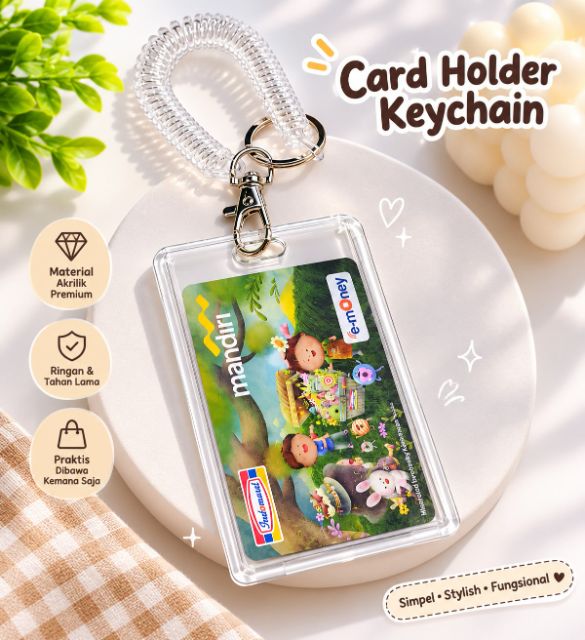 Card Holder
Keychain
Material
Akrilik
Premium
Ringan &
Tahan Lama
Praktis
Dibawa
Kemana Saja
mandiri
e-money
Indomaret
Simpel • Stylish • Fungsional